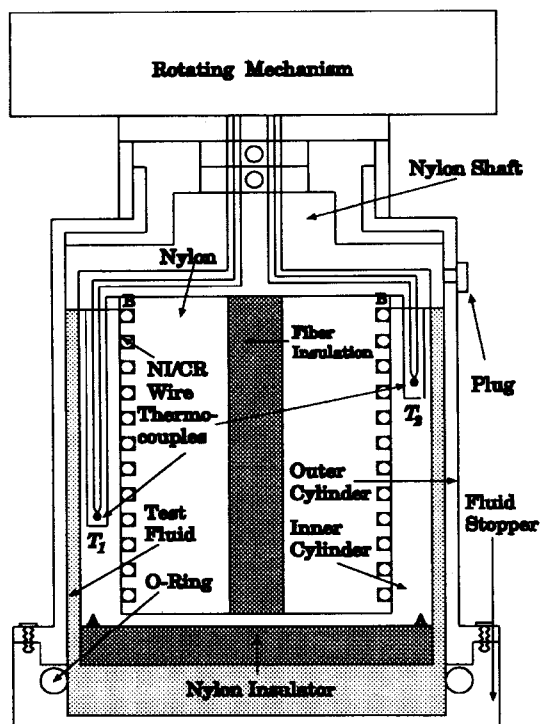 Rotating Mechanism
Nylon Shaft
Nylon
B
B
Fiber
Insulation
NI/CR
Wire
Thermo-
couples
Plug
T2
Outer
Cylinder
Fluid
Stopper
Test
Fluid
Inner
Cylinder
T1
O-Ring
Nylon Insulator